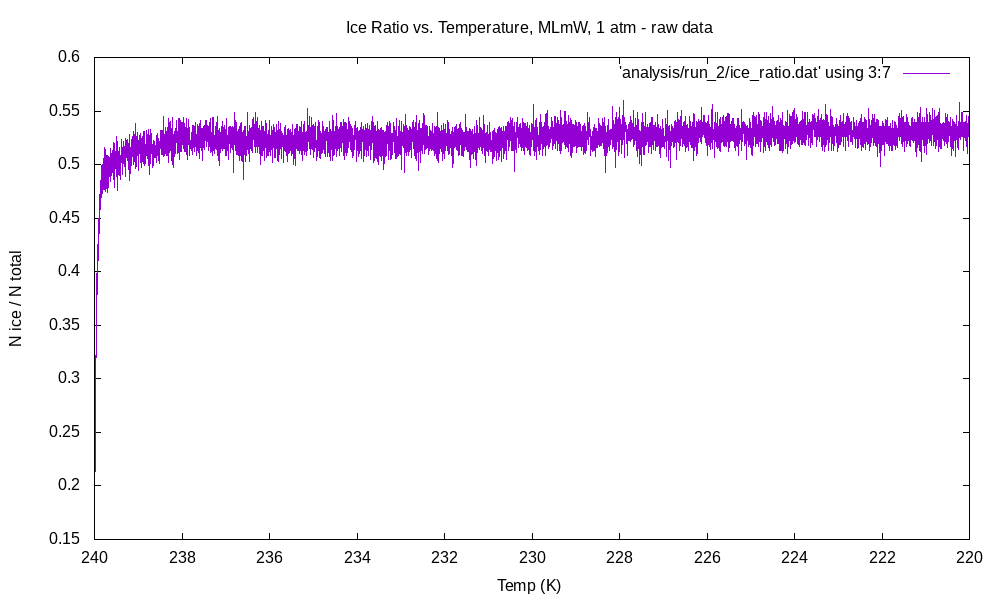 Ice Ratio vs. Temperature, MLmW, 1 atm - raw data
'analysis/run_2/ice_ratio.dat' using 3:7
0.6
0.55
0.5
0.45
0.4
0.35
0.3
0.25
0.2
0.15
N ice / N total
240 238 236 234 232 230 228 226 224 222 220
Temp (K)